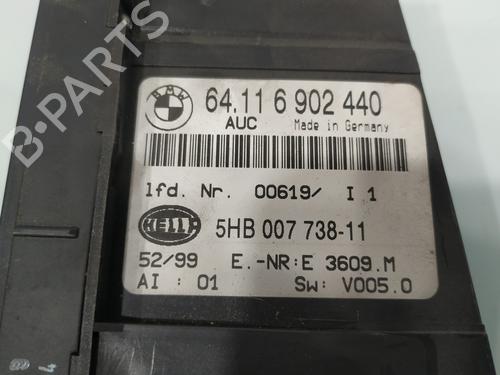 BMW
64.11 6 902 440
AUC Made in Germany
lfd. Nr. 00619/ I 1
HELLA
5HB 007 738-11
52/99 E.-NR:E 3609.M
AI : 01 Sw: V005.0